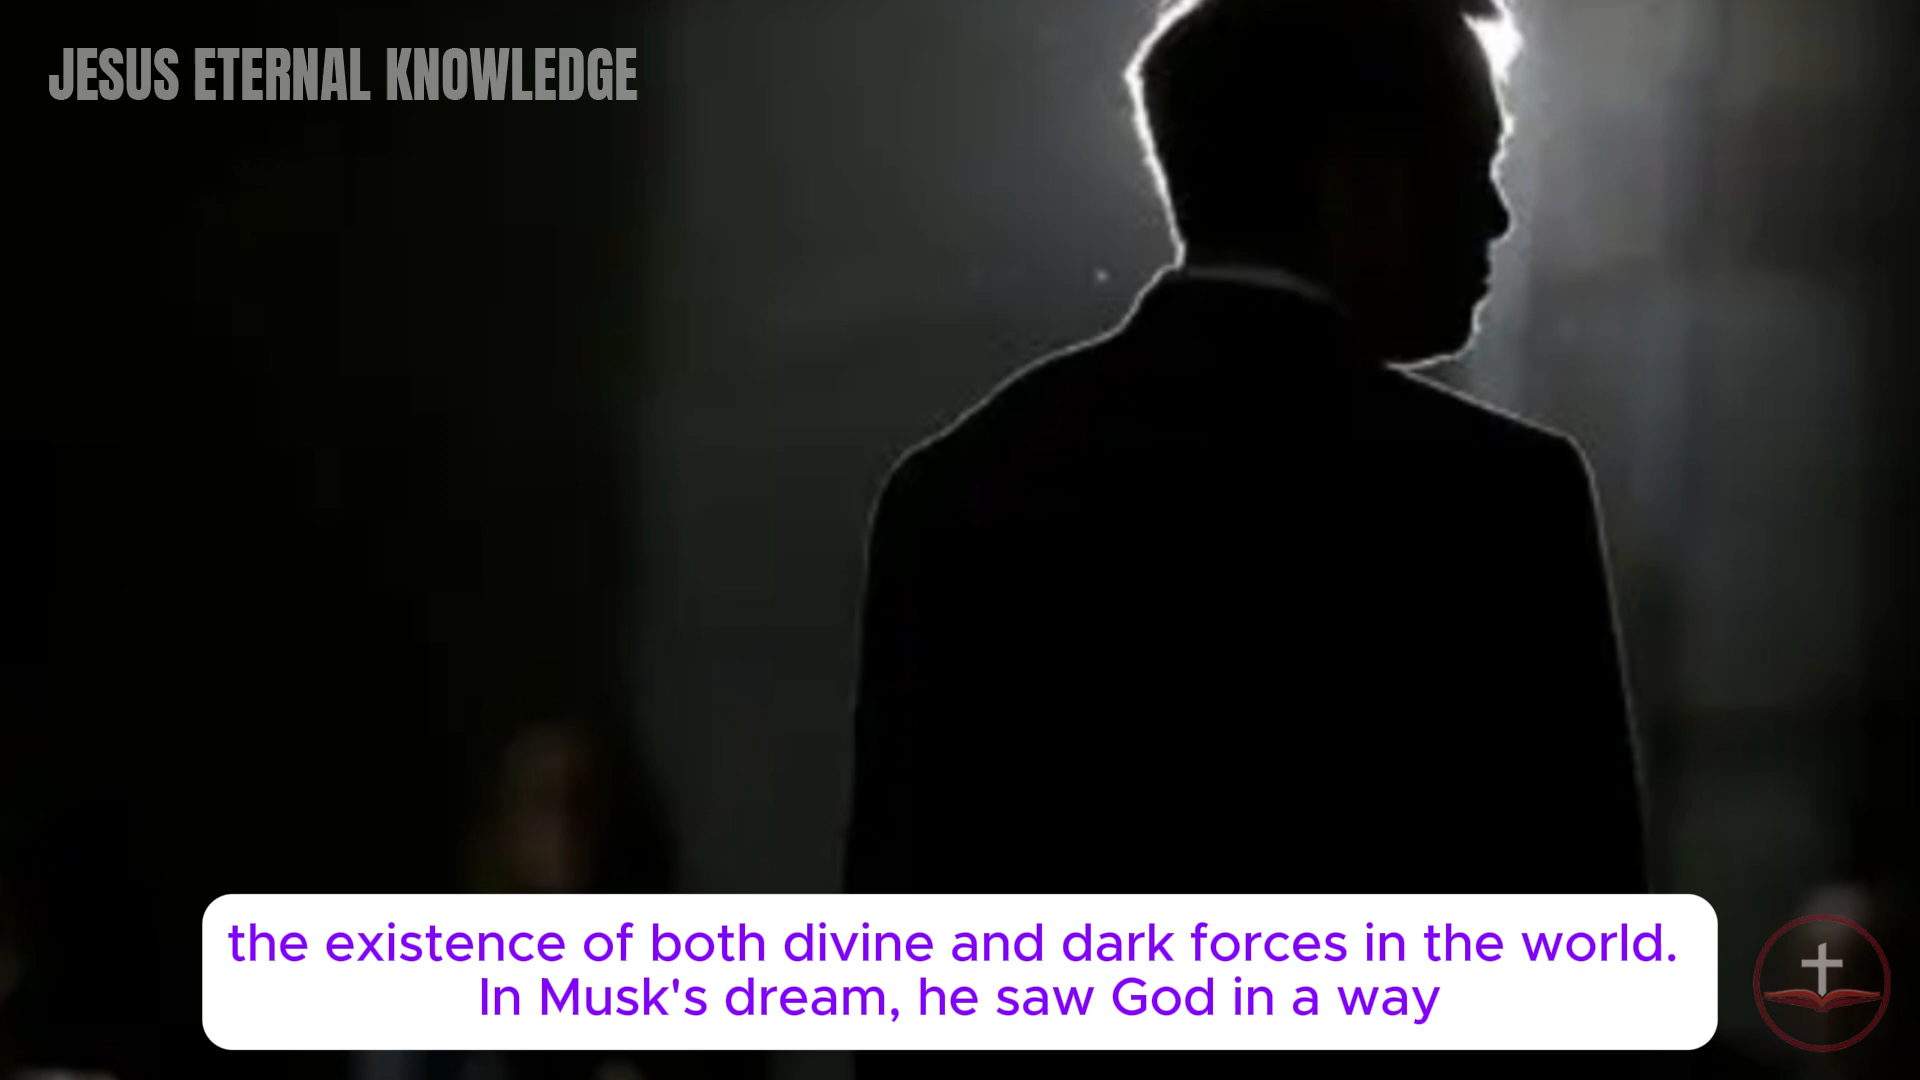 JESUS ETERNAL KNOWLEDGE
the existence of both divine and dark forces in the world.
In Musk's dream, he saw God in a way